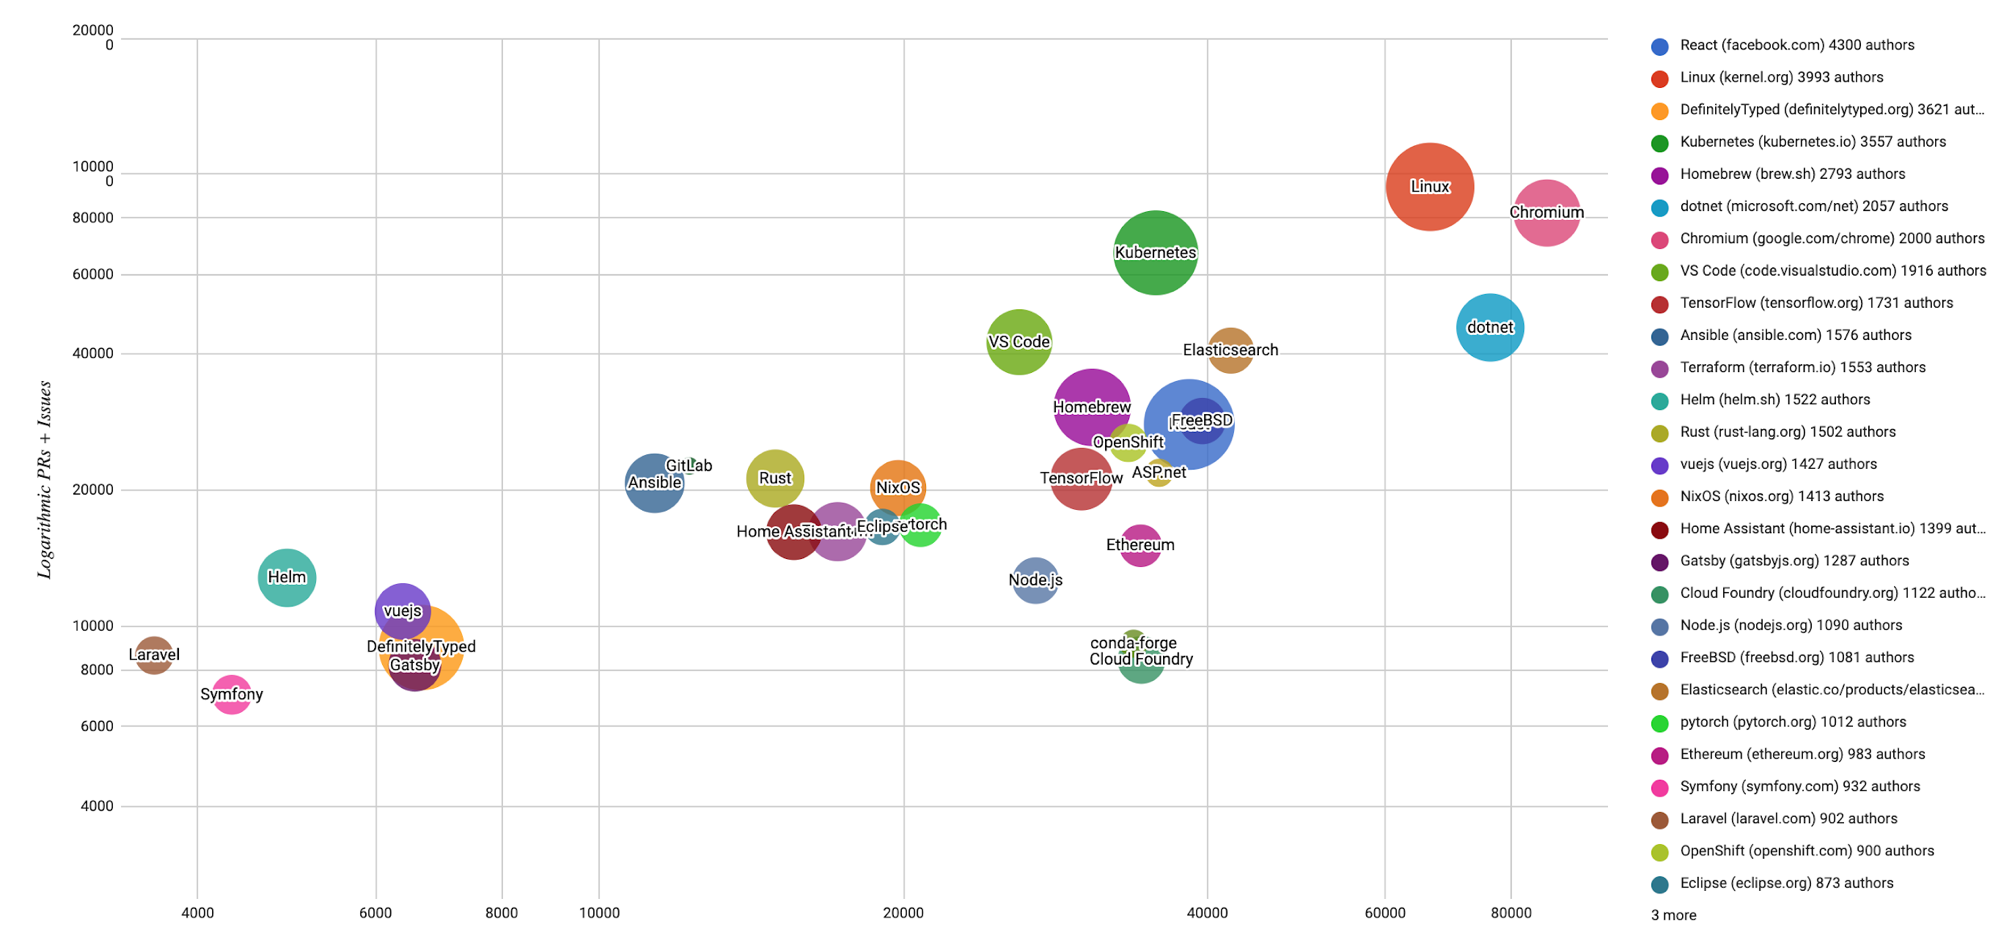 20000
0
10000
0
80000
60000
40000
20000
10000
8000
6000
4000
Logarithmic PRs + Issues
4000
6000
8000
10000
20000
40000
60000
80000
Linux
Chromium
Kubernetes
dotnet
VS Code
Elasticsearch
Homebrew
FreeBSD
OpenShift
GitLab
ASP.net
Ansible
Rust
TensorFlow
NixOS
Home Assistant
Eclipse
torch
Ethereum
Helm
Node.js
vuejs
DefinitelyTyped
conda-forge
Laravel
Cloud Foundry
Gatsby
Symfony
React (facebook.com) 4300 authors
Linux (kernel.org) 3993 authors
DefinitelyTyped (definitelytyped.org) 3621 aut...
Kubernetes (kubernetes.io) 3557 authors
Homebrew (brew.sh) 2793 authors
dotnet (microsoft.com/net) 2057 authors
Chromium (google.com/chrome) 2000 authors
VS Code (code.visualstudio.com) 1916 authors
TensorFlow (tensorflow.org) 1731 authors
Ansible (ansible.com) 1576 authors
Terraform (terraform.io) 1553 authors
Helm (helm.sh) 1522 authors
Rust (rust-lang.org) 1502 authors
vuejs (vuejs.org) 1427 authors
NixOS (nixos.org) 1413 authors
Home Assistant (home-assistant.io) 1399 aut...
Gatsby (gatsbyjs.org) 1287 authors
Cloud Foundry (cloudfoundry.org) 1122 autho...
Node.js (nodejs.org) 1090 authors
FreeBSD (freebsd.org) 1081 authors
Elasticsearch (elastic.co/products/elasticsea...
pytorch (pytorch.org) 1012 authors
Ethereum (ethereum.org) 983 authors
Symfony (symfony.com) 932 authors
Laravel (laravel.com) 902 authors
OpenShift (openshift.com) 900 authors
Eclipse (eclipse.org) 873 authors
3 more